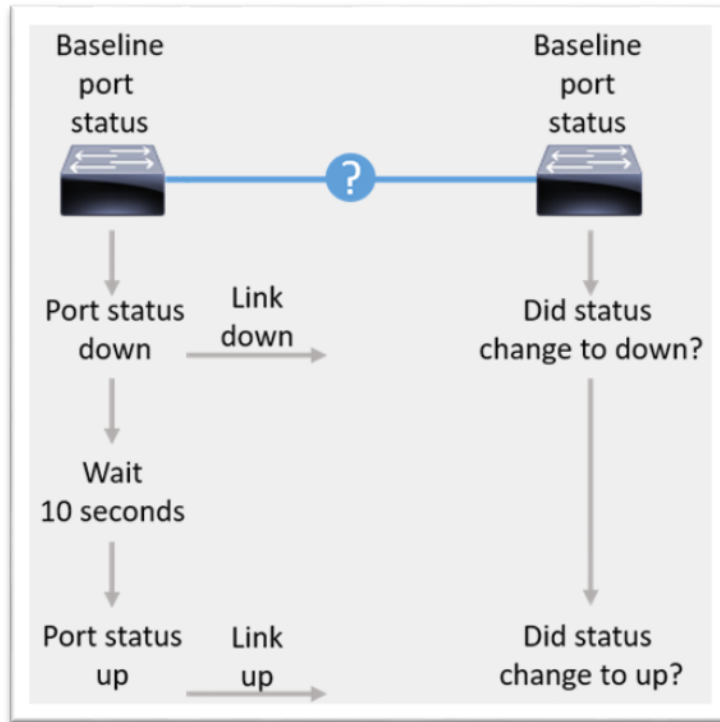 Baseline
port
status
Baseline
port
status
?
Port status
down
Link
down
Did status
change to down?
Wait
10 seconds
Port status
up
Link
up
Did status
change to up?